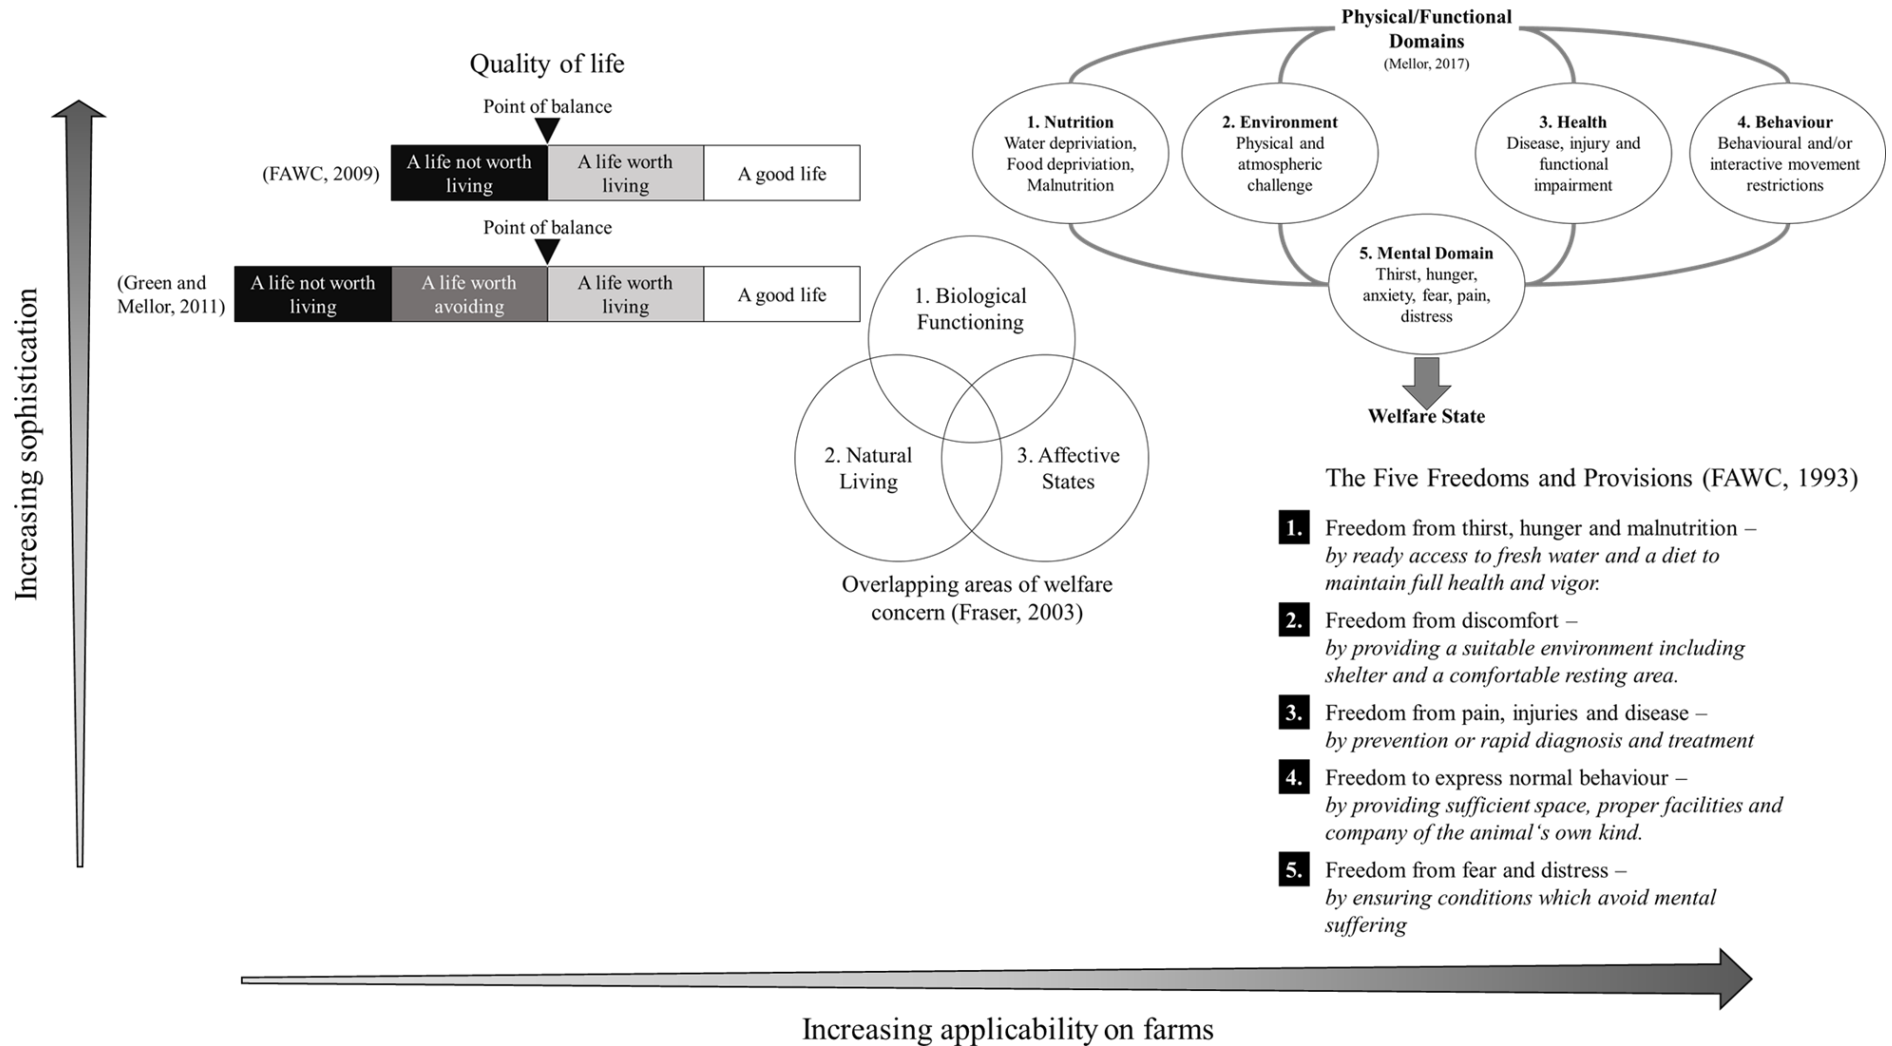 Increasing sophistication
Quality of life
Point of balance
(FAWC, 2009)
A life not worth
living
A life worth
living
A good life
Point of balance
(Green and
Mellor, 2011)
A life not worth
living
A life worth
avoiding
A life worth
living
A good life
1. Biological
Functioning
2. Natural
Living
3. Affective
States
Overlapping areas of welfare
concern (Fraser, 2003)
Physical/Functional
Domains
(Mellor, 2017)
1. Nutrition
Water depriviation,
Food depriviation,
Malnutrition
2. Environment
Physical and
atmospheric
challenge
3. Health
Disease, injury and
functional
impairment
4. Behaviour
Behavioural and/or
interactive movement
restrictions
5. Mental Domain
Thirst, hunger,
anxiety, fear, pain,
distress
Welfare State
The Five Freedoms and Provisions (FAWC, 1993)
1. Freedom from thirst, hunger and malnutrition –
by ready access to fresh water and a diet to
maintain full health and vigor.
2. Freedom from discomfort –
by providing a suitable environment including
shelter and a comfortable resting area.
3. Freedom from pain, injuries and disease –
by prevention or rapid diagnosis and treatment
4. Freedom to express normal behaviour –
by providing sufficient space, proper facilities and
company of the animal‘s own kind.
5. Freedom from fear and distress –
by ensuring conditions which avoid mental
suffering
Increasing applicability on farms